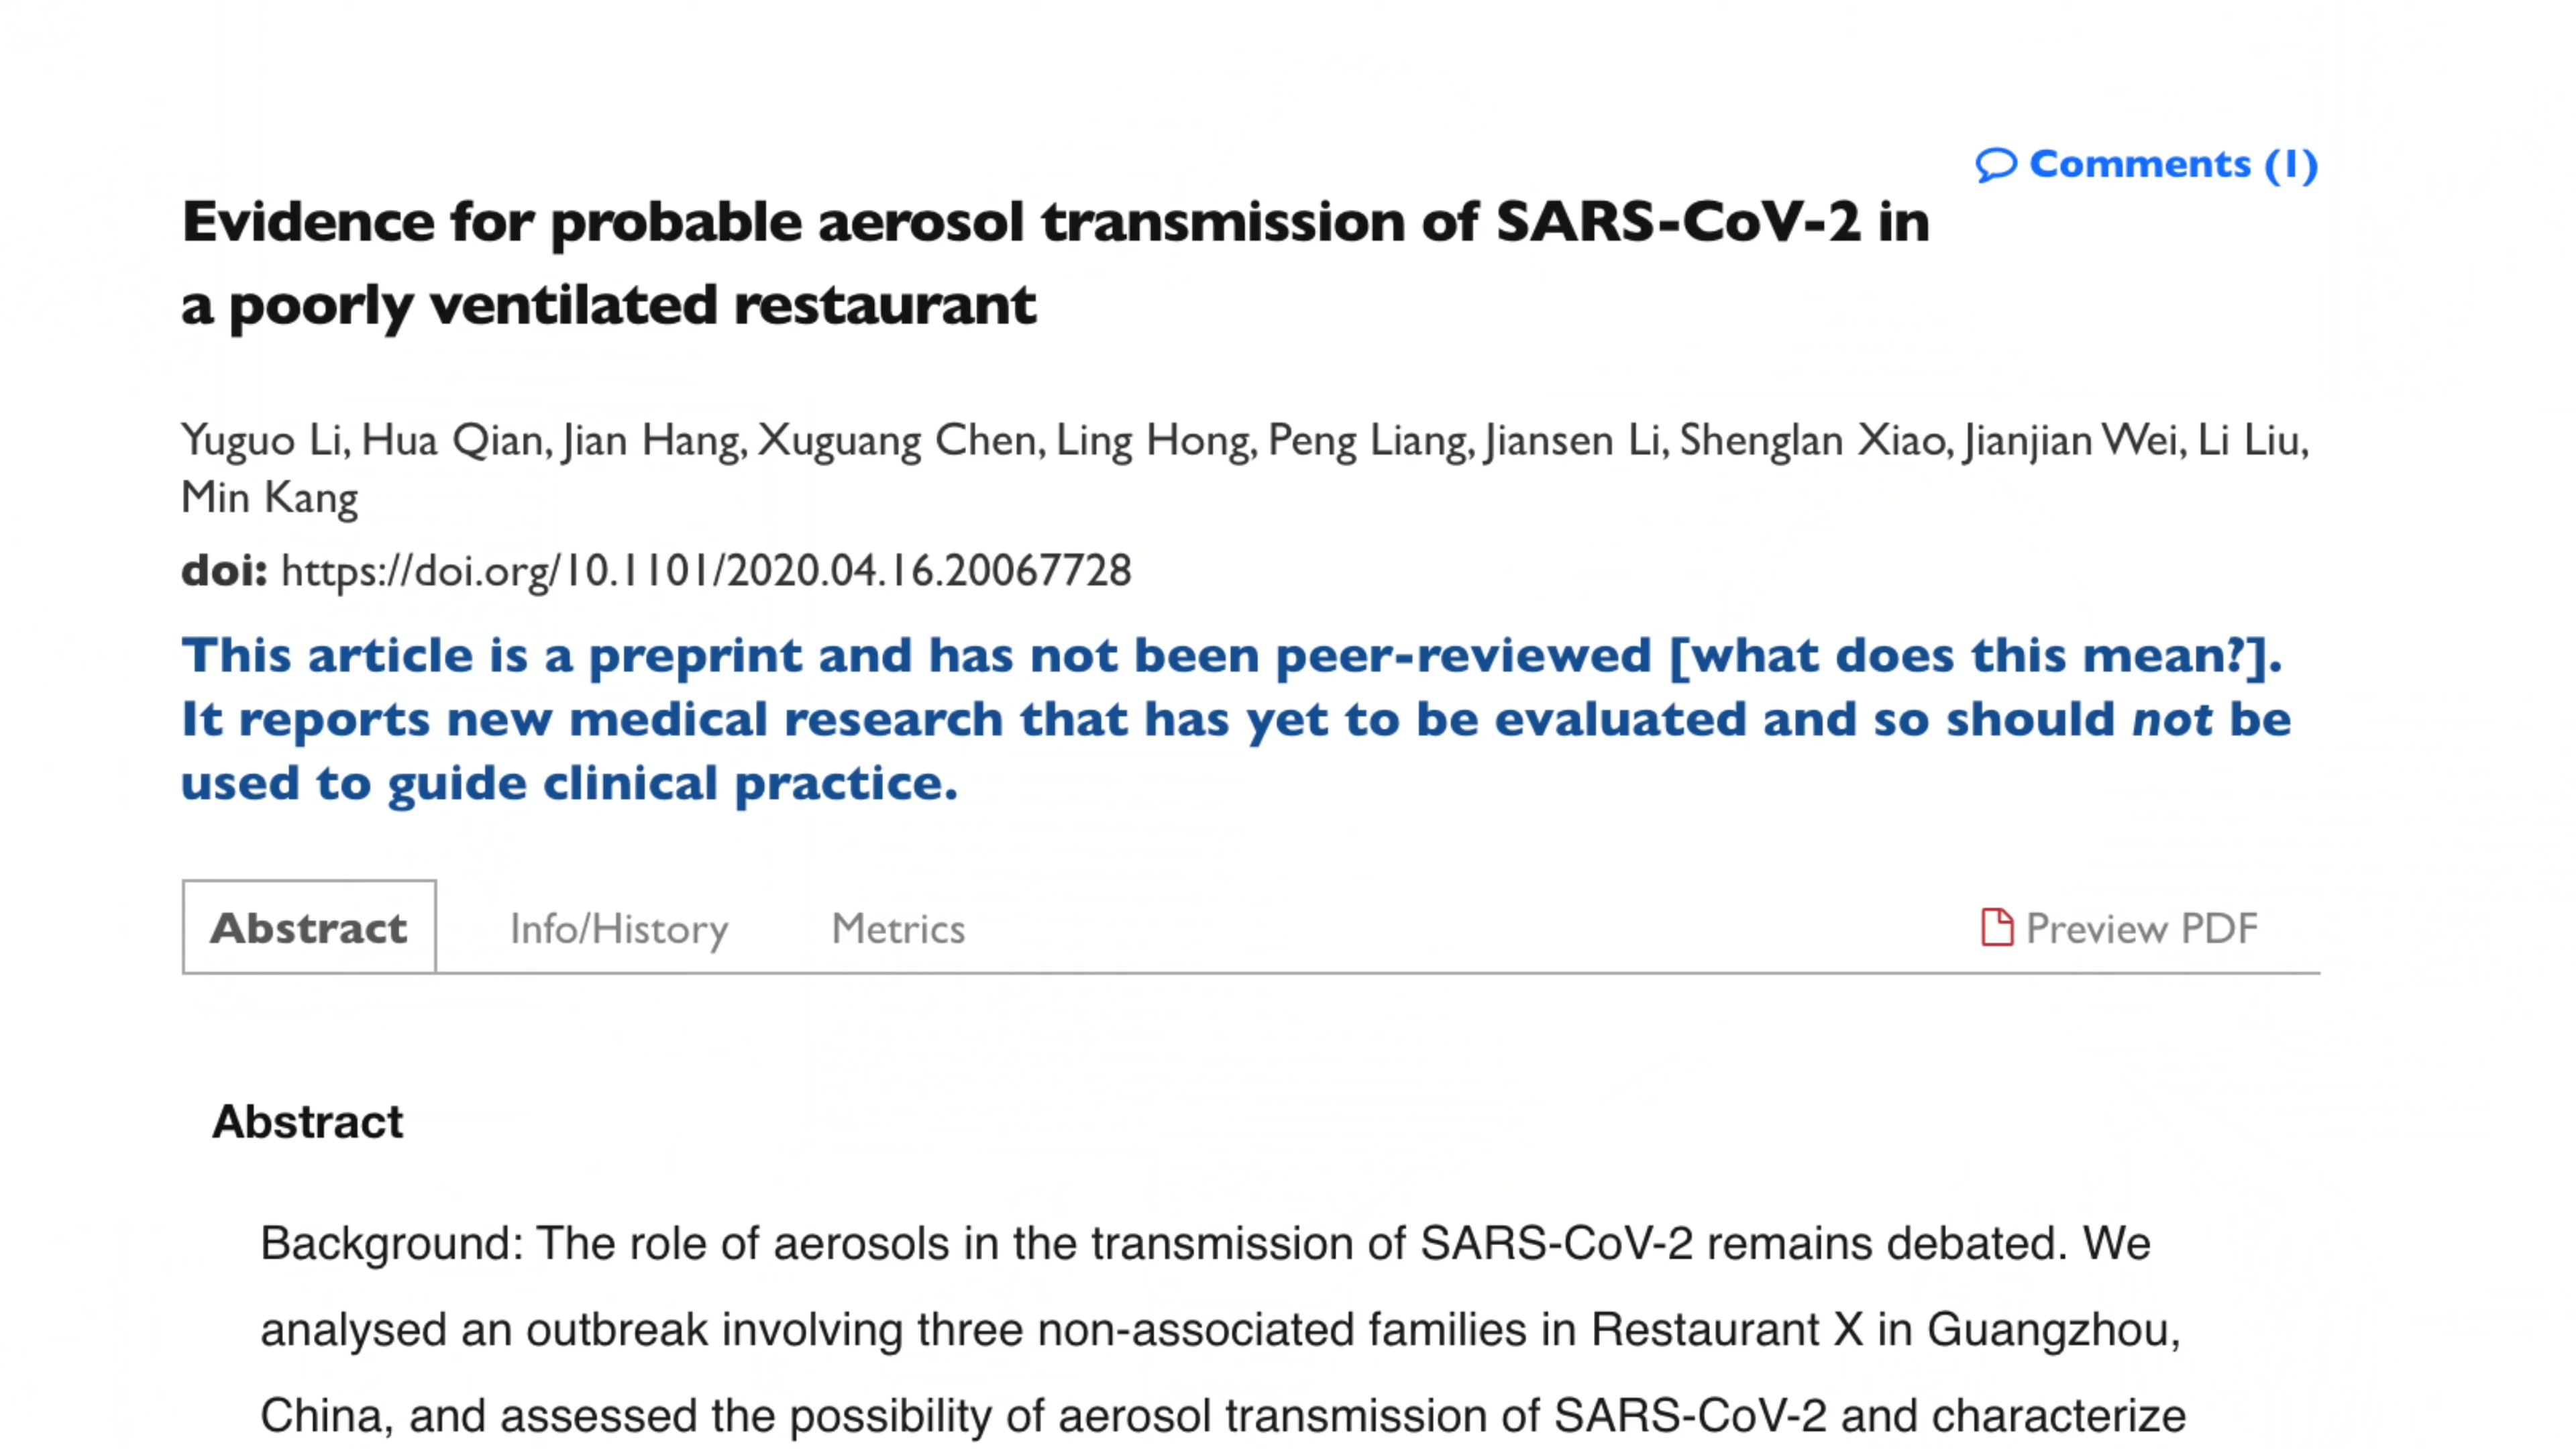 Comments (1)
Evidence for probable aerosol transmission of SARS-CoV-2 in
a poorly ventilated restaurant
Yuguo Li, Hua Qian, Jian Hang, Xuguang Chen, Ling Hong, Peng Liang, Jiansen Li, Shenglan Xiao, Jianjian Wei, Li Liu,
Min Kang
doi: https://doi.org/10.1101/2020.04.16.20067728
This article is a preprint and has not been peer-reviewed [what does this mean?].
It reports new medical research that has yet to be evaluated and so should not be
used to guide clinical practice.
Abstract Info/History Metrics Preview PDF
Abstract
Background: The role of aerosols in the transmission of SARS-CoV-2 remains debated. We
analysed an outbreak involving three non-associated families in Restaurant X in Guangzhou,
China, and assessed the possibility of aerosol transmission of SARS-CoV-2 and characterize